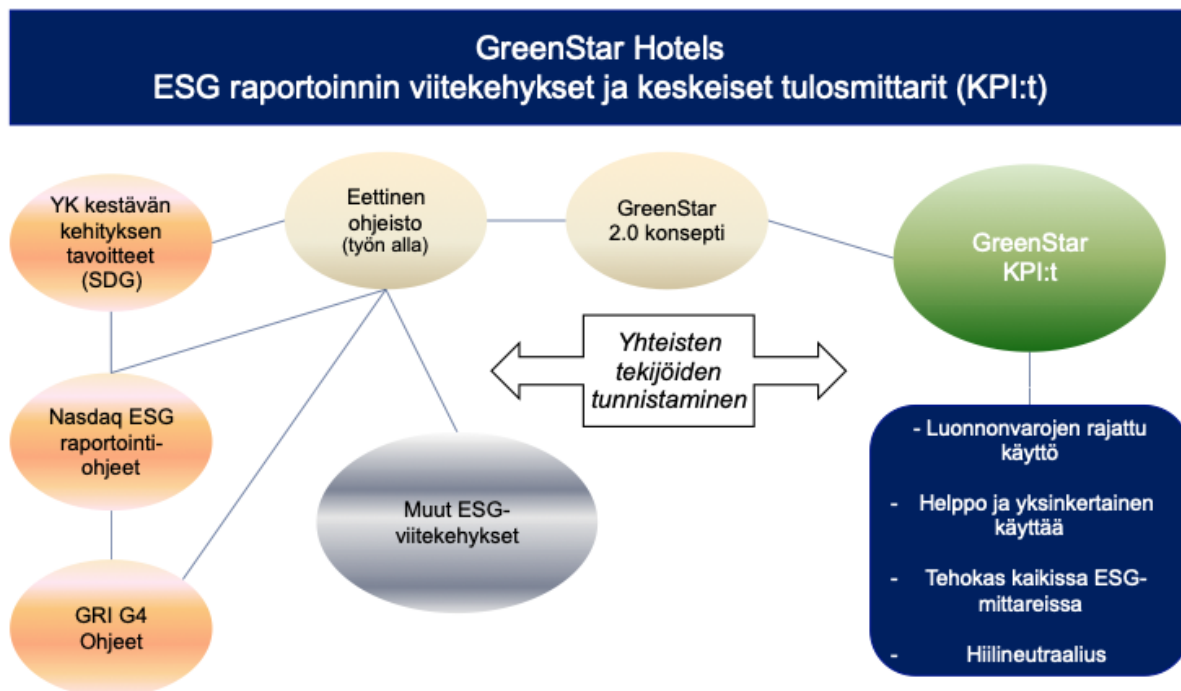 GreenStar Hotels
ESG raportoinnin viitekehykset ja keskeiset tulosmittarit (KPI:t)
YK kestävän
kehityksen
tavoitteet
(SDG)
Eettinen
ohjeisto
(työn alla)
GreenStar
2.0 konsepti
GreenStar
KPI:t
Yhteisten
tekijöiden
tunnistaminen
Nasdaq ESG
raportointi-
ohjeet
Muut ESG-
viitekehykset
GRI G4
Ohjeet
- Luonnonvarojen rajattu
käyttö
- Helppo ja yksinkertainen
käyttää
- Tehokas kaikissa ESG-
mittareissa
- Hiilineutraalius